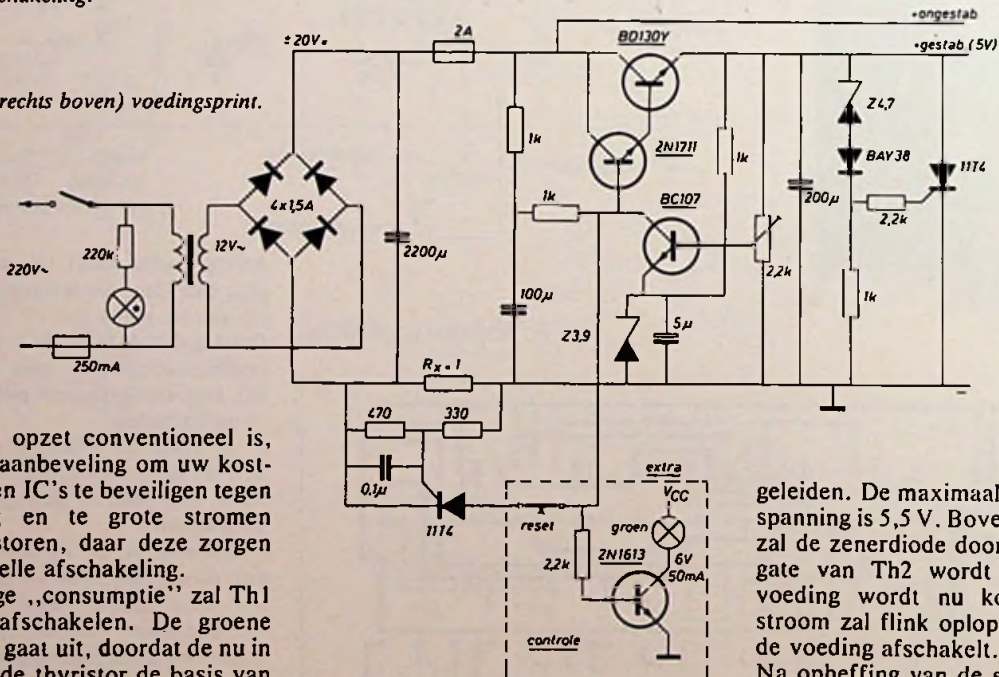 rechts boven) voedingsprint.
+ongestab
+gestab (5V)
± 20V=
2A
BD130Y
2N1711
BC107
1k
1k
1k
Z4,7
BAY38
11T4
200µ
2,2k
2,2k
1k
4x1,5A
12V~
220k
220V~
250mA
2200µ
100µ
Z3,9
5µ
Rx=1
470
330
0,1µ
11T4
reset
extra
VCC
groen
6V
50mA
2N1613
2,2k
controle
opzet conventioneel is,
aanbeveling om uw kost-
en IC's te beveiligen tegen
en te grote stromen
storen, daar deze zorgen
elle afschakeling.
ge „consumptie” zal Th1
afschakelen. De groene
gaat uit, doordat de nu in
de thyristor de basis van
geleiden. De maximaal
spanning is 5,5 V. Bove
zal de zenerdiode door
gate van Th2 wordt
voeding wordt nu ko
stroom zal flink oplop
de voeding afschakelt.
Na opheffing van de s